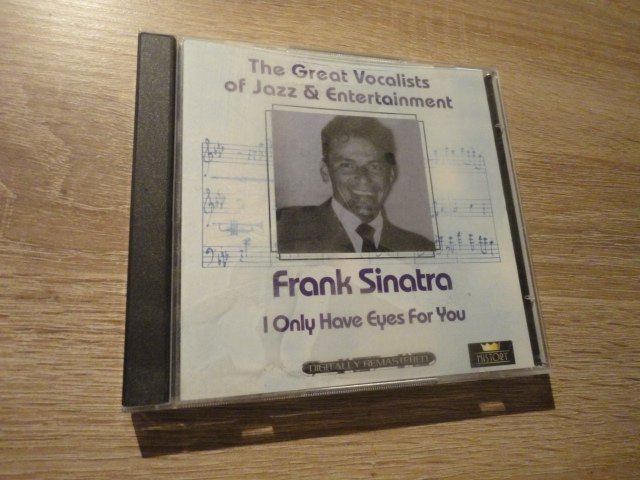 The Great Vocalists
of Jazz & Entertainment
Frank Sinatra
I Only Have Eyes For You
DIGITALLY REMASTERED
HISTORY